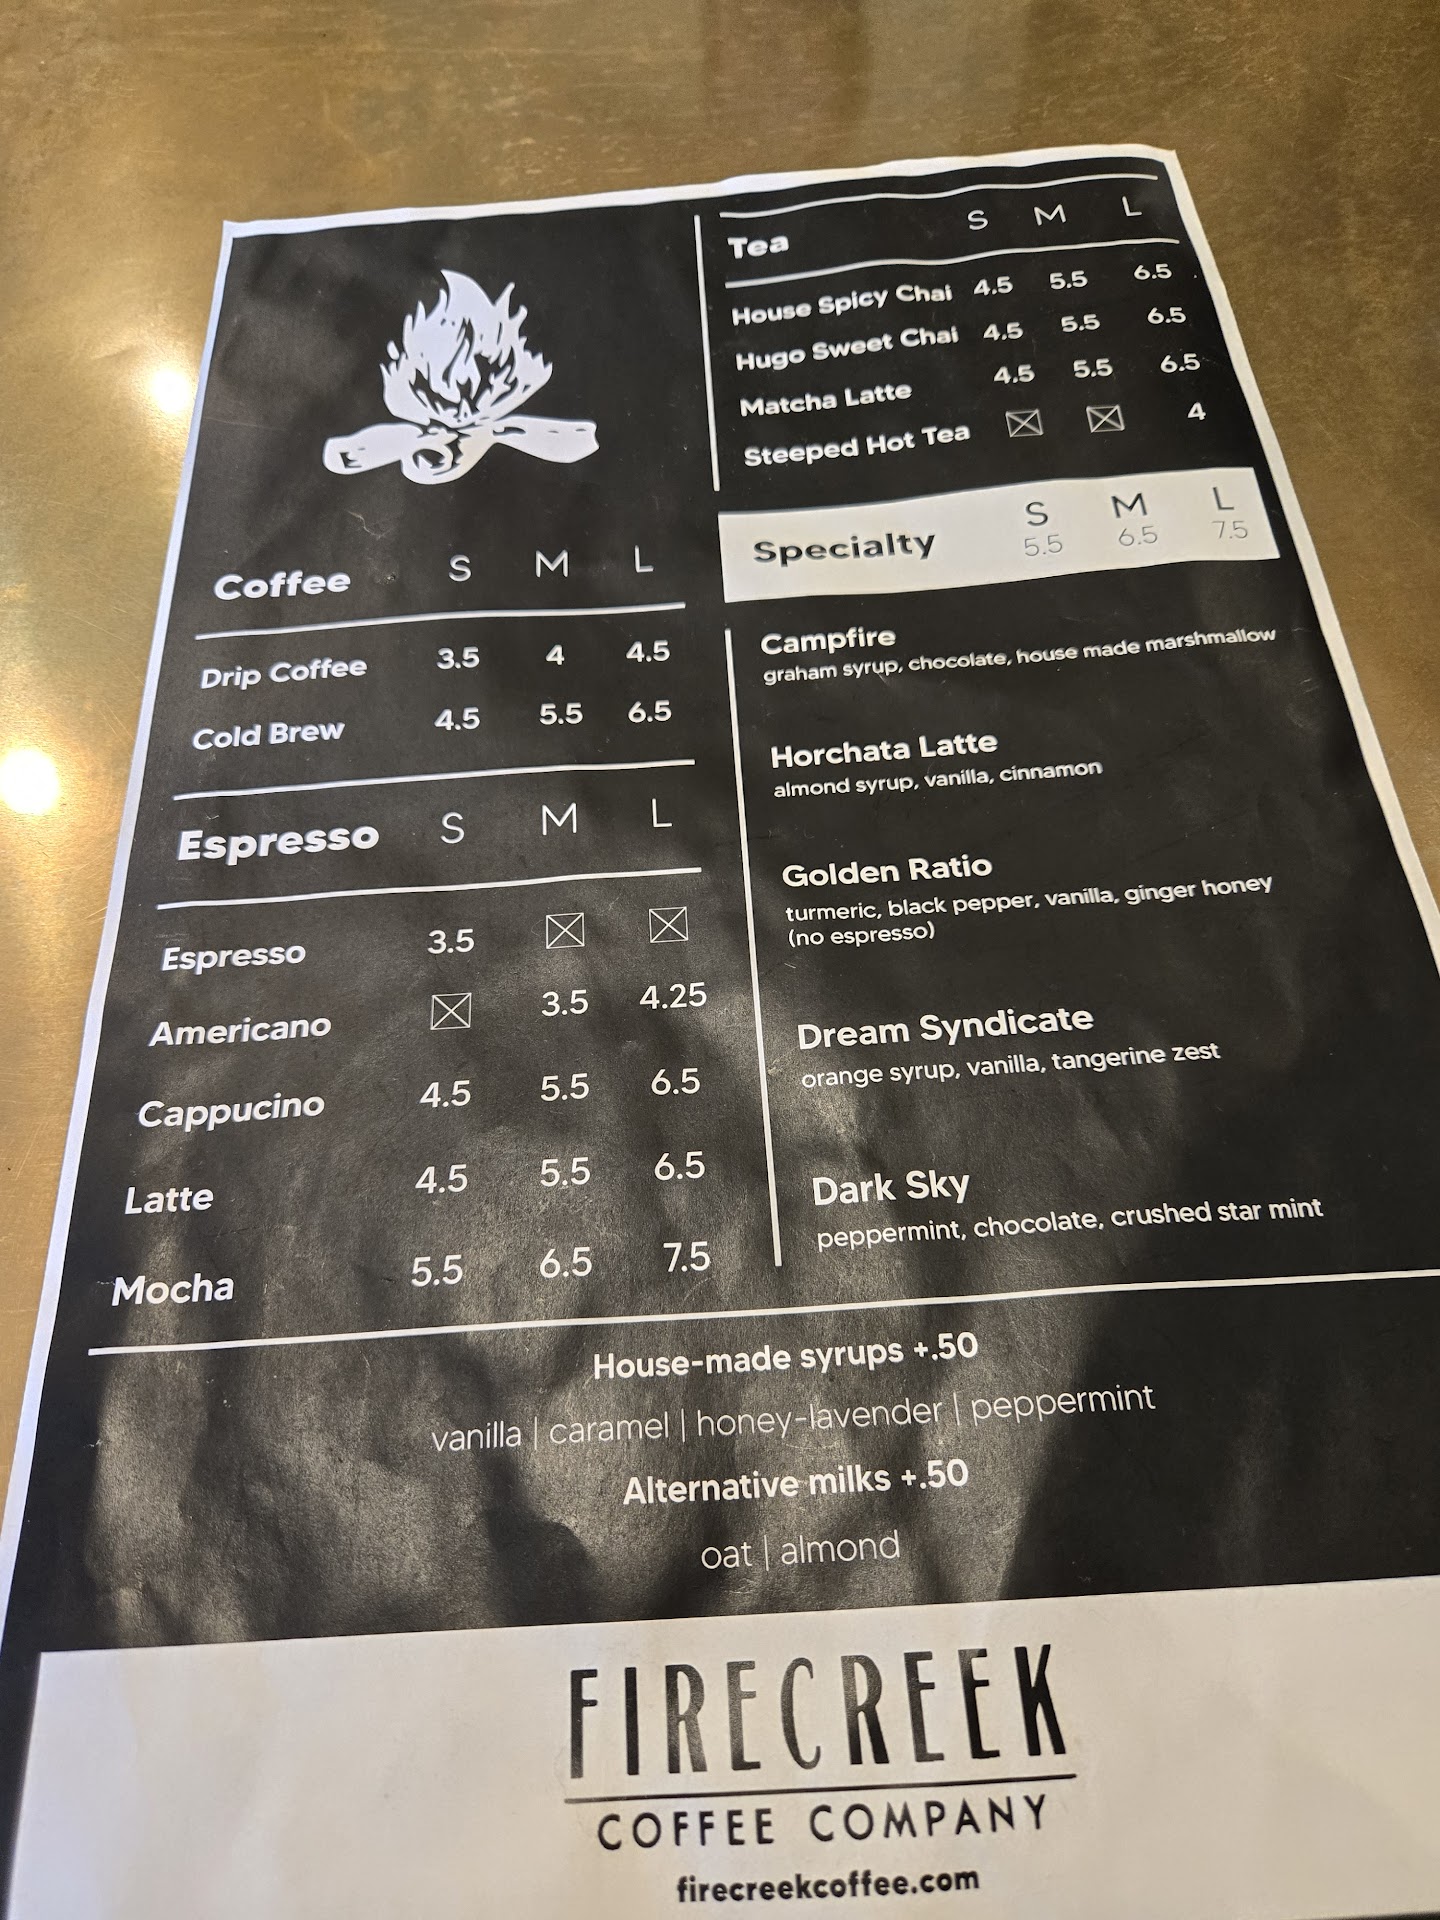 Coffee S M L
Drip Coffee 3.5 4 4.5
Cold Brew 4.5 5.5 6.5
Espresso S M L
Espresso 3.5
Americano 3.5 4.25
Cappucino 4.5 5.5 6.5
Latte 4.5 5.5 6.5
Mocha 5.5 6.5 7.5
Tea S M L
House Spicy Chai 4.5 5.5 6.5
Hugo Sweet Chai 4.5 5.5 6.5
Matcha Latte 4.5 5.5 6.5
Steeped Hot Tea 4
Specialty S M L
5.5 6.5 7.5
Campfire
graham syrup, chocolate, house made marshmallow
Horchata Latte
almond syrup, vanilla, cinnamon
Golden Ratio
turmeric, black pepper, vanilla, ginger honey
(no espresso)
Dream Syndicate
orange syrup, vanilla, tangerine zest
Dark Sky
peppermint, chocolate, crushed star mint
House-made syrups +.50
vanilla | caramel | honey-lavender | peppermint
Alternative milks +.50
oat | almond
FIRECREEK
COFFEE COMPANY
firecreekcoffee.com